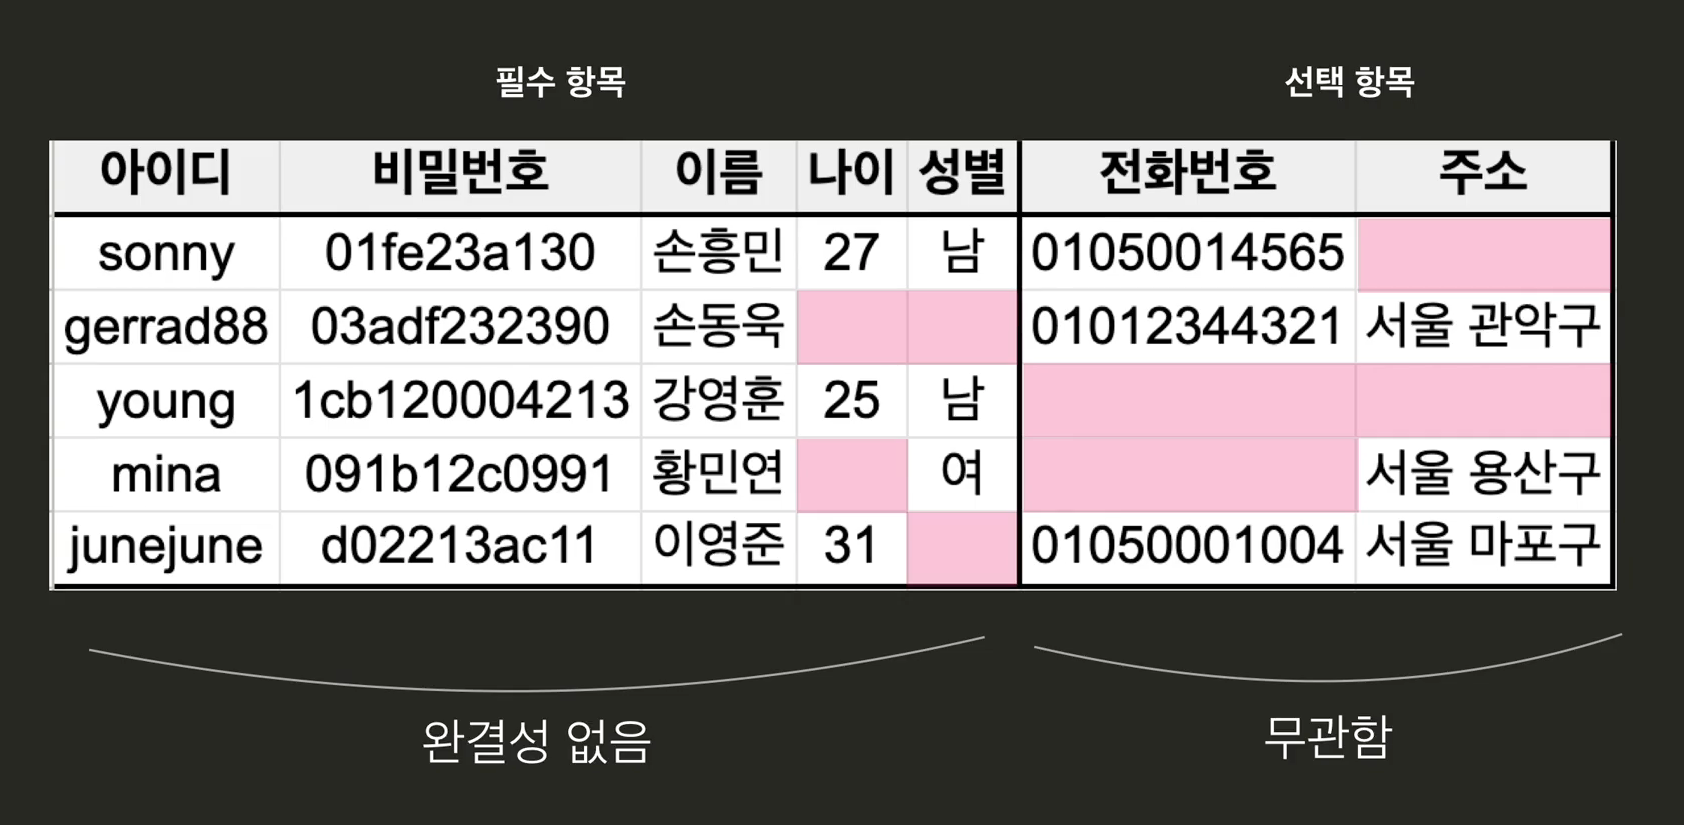 필수 항목 선택 항목
아이디 비밀번호 이름 나이 성별 전화번호 주소
sonny 01fe23a130 손흥민 27 남 01050014565
gerrad88 03adf232390 손동욱 01012344321 서울 관악구
young 1cb120004213 강영훈 25 남
mina 091b12c0991 황민연 여 서울 용산구
junejune d02213ac11 이영준 31 01050001004 서울 마포구
완결성 없음 무관함